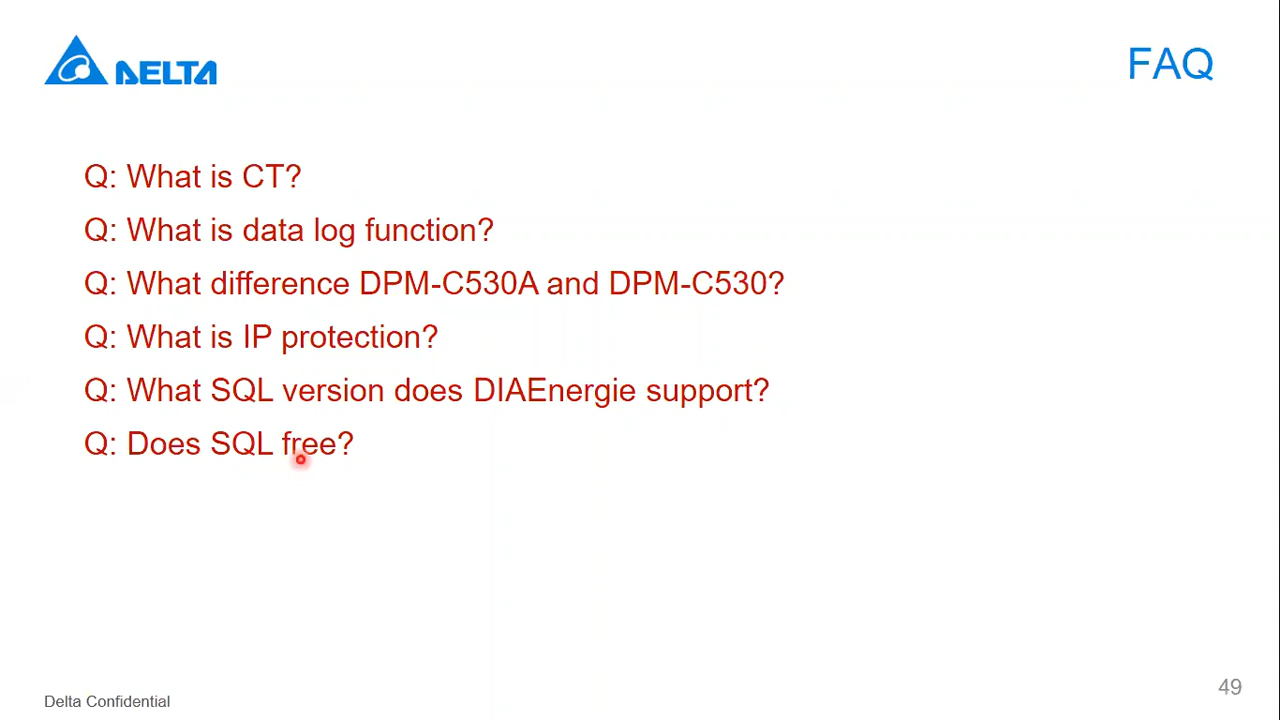 DELTA
FAQ
Q: What is CT?
Q: What is data log function?
Q: What difference DPM-C530A and DPM-C530?
Q: What is IP protection?
Q: What SQL version does DIAEnergie support?
Q: Does SQL free?
Delta Confidential
49